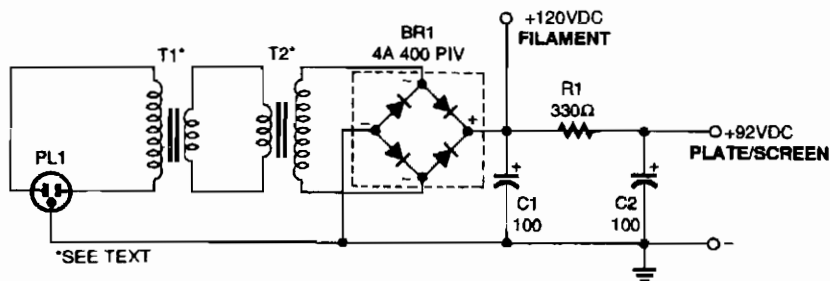 +120VDC
FILAMENT
BR1
4A 400 PIV
T1*
T2*
R1
330Ω
~
PL1
−
+
+92VDC
PLATE/SCREEN
~
+
+
C1
100
C2
100
*SEE TEXT
−